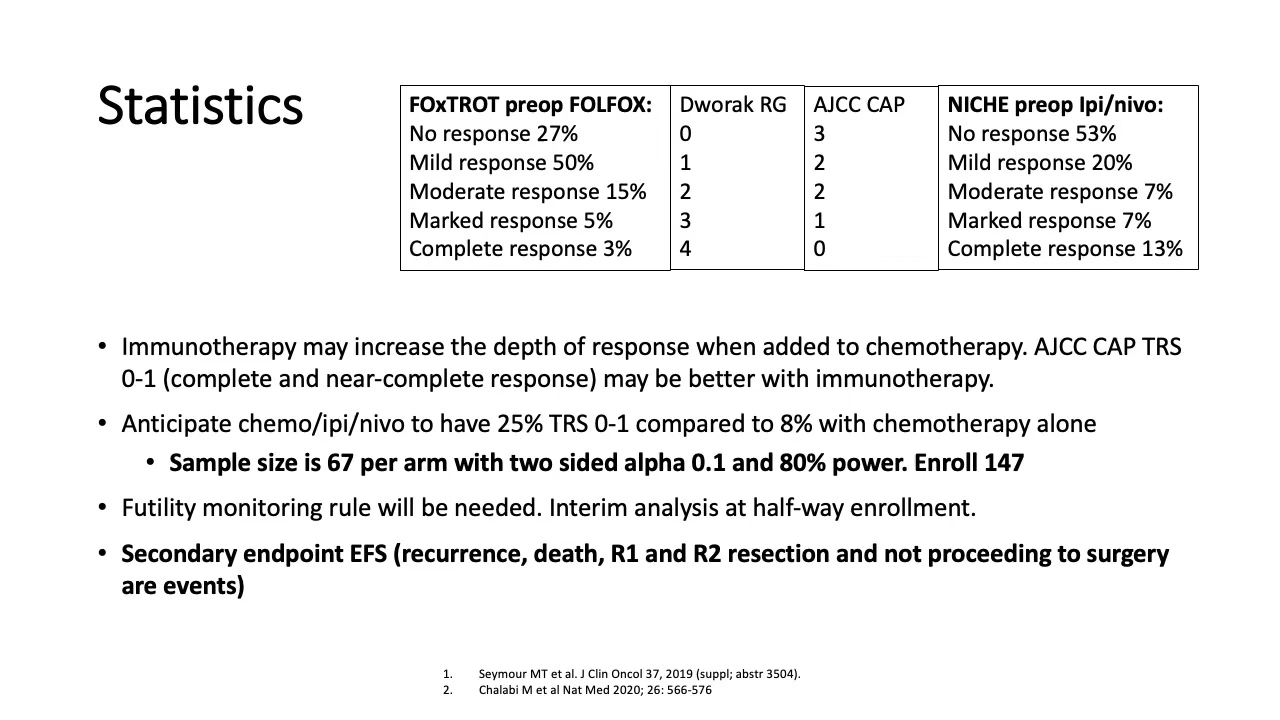 Statistics
FOxTROT preop FOLFOX: Dworak RG AJCC CAP NICHE preop Ipi/nivo:
No response 27% 0 3 No response 53%
Mild response 50% 1 2 Mild response 20%
Moderate response 15% 2 2 Moderate response 7%
Marked response 5% 3 1 Marked response 7%
Complete response 3% 4 0 Complete response 13%
• Immunotherapy may increase the depth of response when added to chemotherapy. AJCC CAP TRS
0-1 (complete and near-complete response) may be better with immunotherapy.
• Anticipate chemo/ipi/nivo to have 25% TRS 0-1 compared to 8% with chemotherapy alone
• Sample size is 67 per arm with two sided alpha 0.1 and 80% power. Enroll 147
• Futility monitoring rule will be needed. Interim analysis at half-way enrollment.
• Secondary endpoint EFS (recurrence, death, R1 and R2 resection and not proceeding to surgery
are events)
1. Seymour MT et al. J Clin Oncol 37, 2019 (suppl; abstr 3504).
2. Chalabi M et al Nat Med 2020; 26: 566-576